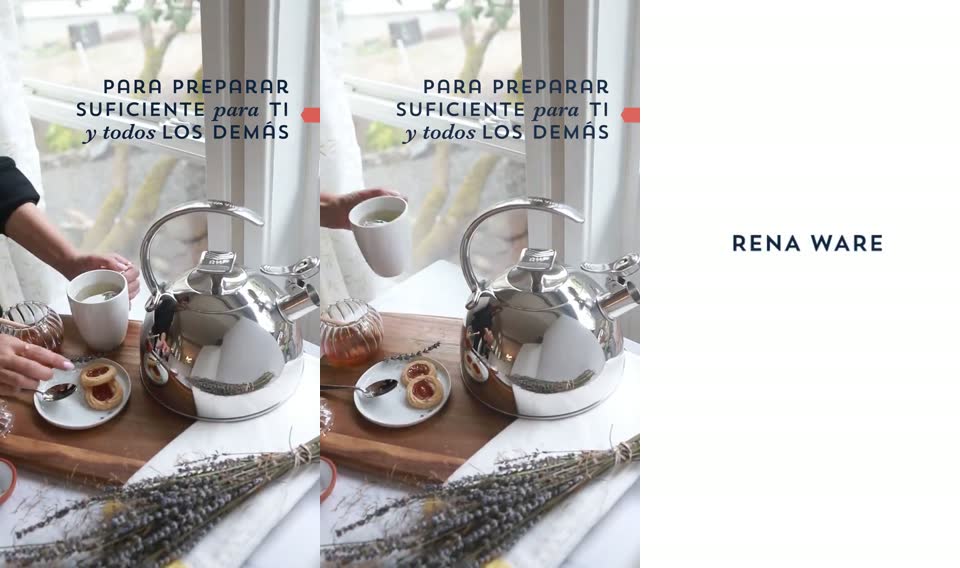 PARA PREPARAR
SUFICIENTE para TI
y todos LOS DEMÁS
PARA PREPARAR
SUFICIENTE para TI
y todos LOS DEMÁS
RENA WARE